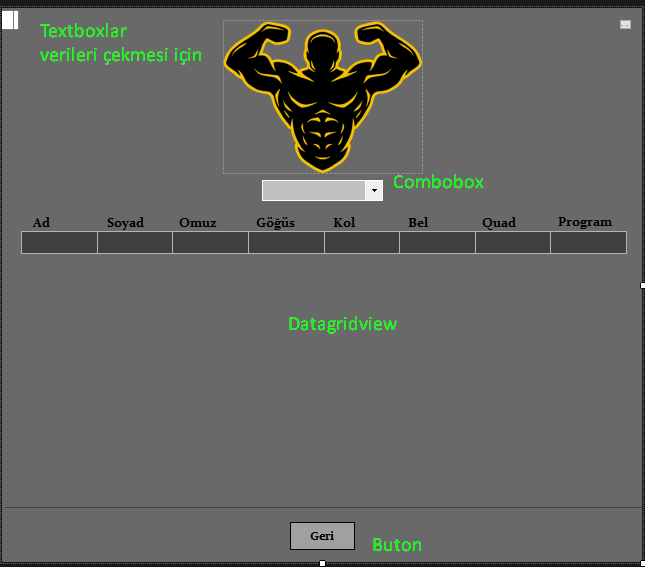 Textboxlar
verileri çekmesi için
Combobox
Ad Soyad Omuz Göğüs Kol Bel Quad Program
Datagridview
Geri
Buton